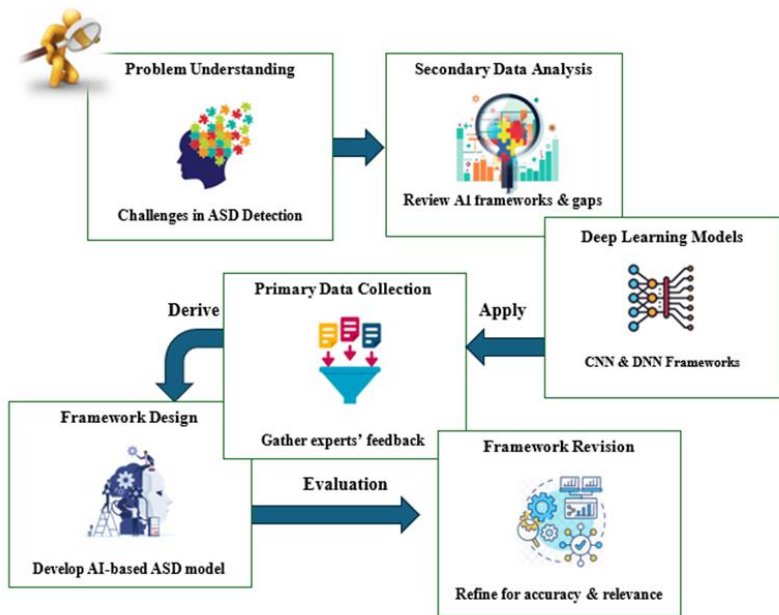 Problem Understanding
Challenges in ASD Detection
Secondary Data Analysis
Review AI frameworks & gaps
Deep Learning Models
CNN & DNN Frameworks
Apply
Primary Data Collection
Gather experts’ feedback
Derive
Framework Design
Develop AI-based ASD model
Evaluation
Framework Revision
Refine for accuracy & relevance